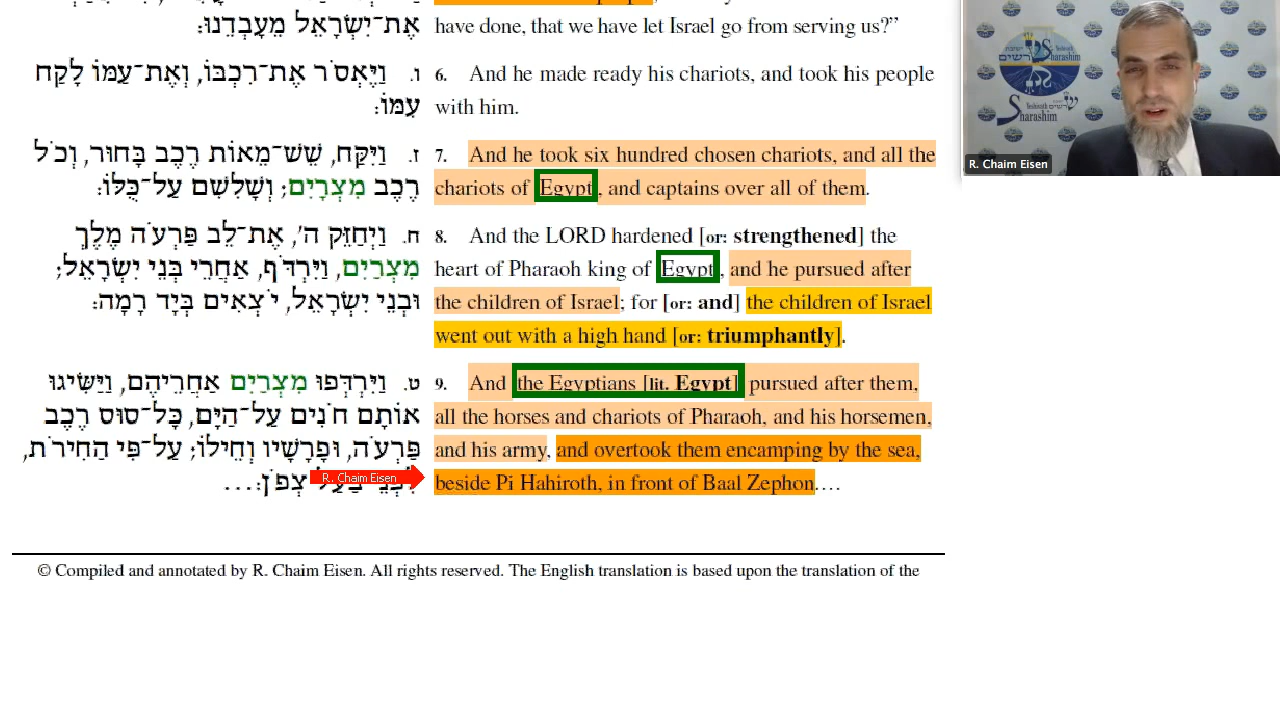 אֶת־יִשְׂרָאֵל מֵעׇבְדֵנוּ:
have done, that we have let Israel go from serving us?”
ו. וַיֶּאְסֹר אֶת־רִכְבּוֹ, וְאֶת־עַמּוֹ לָקַח
עִמּוֹ:
6. And he made ready his chariots, and took his people
with him.
ז. וַיִּקַּח, שֵׁשׁ־מֵאוֹת רֶכֶב בָּחוּר, וְכֹל
רֶכֶב מִצְרָיִם; וְשָׁלִשִׁם עַל־כֻּלּוֹ:
7. And he took six hundred chosen chariots, and all the
chariots of Egypt, and captains over all of them.
ח. וַיְחַזֵּק ה', אֶת־לֵב פַּרְעֹה מֶלֶךְ
מִצְרַיִם, וַיִּרְדֹּף, אַחֲרֵי בְּנֵי יִשְׂרָאֵל;
וּבְנֵי יִשְׂרָאֵל, יֹצְאִים בְּיָד רָמָה:
8. And the LORD hardened [or: strengthened] the
heart of Pharaoh king of Egypt, and he pursued after
the children of Israel; for [or: and] the children of Israel
went out with a high hand [or: triumphantly].
ט. וַיִּרְדְּפוּ מִצְרַיִם אַחֲרֵיהֶם, וַיַּשִּׂיגוּ
אוֹתָם חֹנִים עַל־הַיָּם, כׇּל־סוּס רֶכֶב
פַּרְעֹה, וּפָרָשָׁיו וְחֵילוֹ; עַל־פִּי הַחִירֹת,
צְפֹן:...
9. And the Egyptians [lit. Egypt] pursued after them,
all the horses and chariots of Pharaoh, and his horsemen,
and his army, and overtook them encamping by the sea,
beside Pi Hahiroth, in front of Baal Zephon....
R. Chaim Eisen
© Compiled and annotated by R. Chaim Eisen. All rights reserved. The English translation is based upon the translation of the
Sharashim
Yeshivath
Sharashim
R. Chaim Eisen